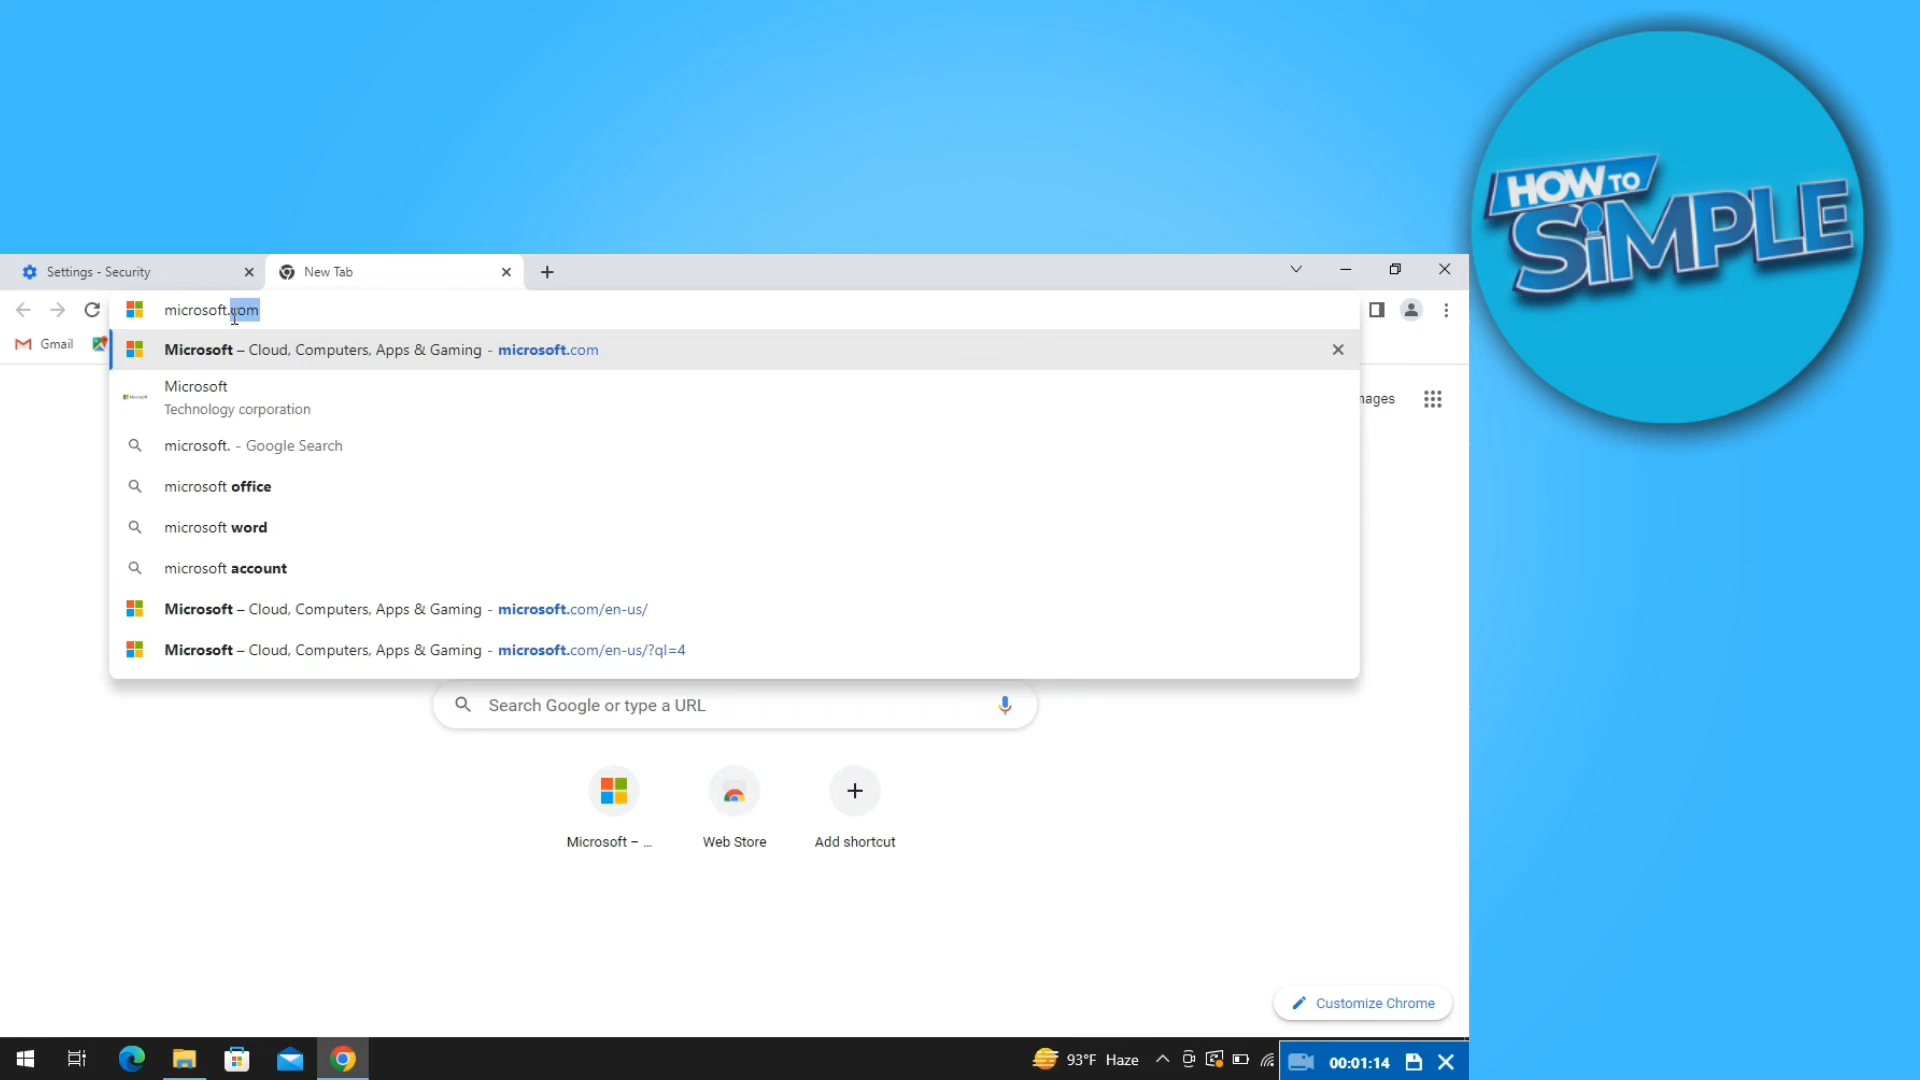 HOW TO
SIMPLE
Settings - Security
New Tab
microsoft.com
Gmail
Microsoft – Cloud, Computers, Apps & Gaming - microsoft.com
Microsoft
Technology corporation
mages
microsoft. - Google Search
microsoft office
microsoft word
microsoft account
Microsoft – Cloud, Computers, Apps & Gaming - microsoft.com/en-us/
Microsoft – Cloud, Computers, Apps & Gaming - microsoft.com/en-us/?ql=4
Search Google or type a URL
Microsoft – ...
Web Store
Add shortcut
Customize Chrome
93°F Haze
00:01:14